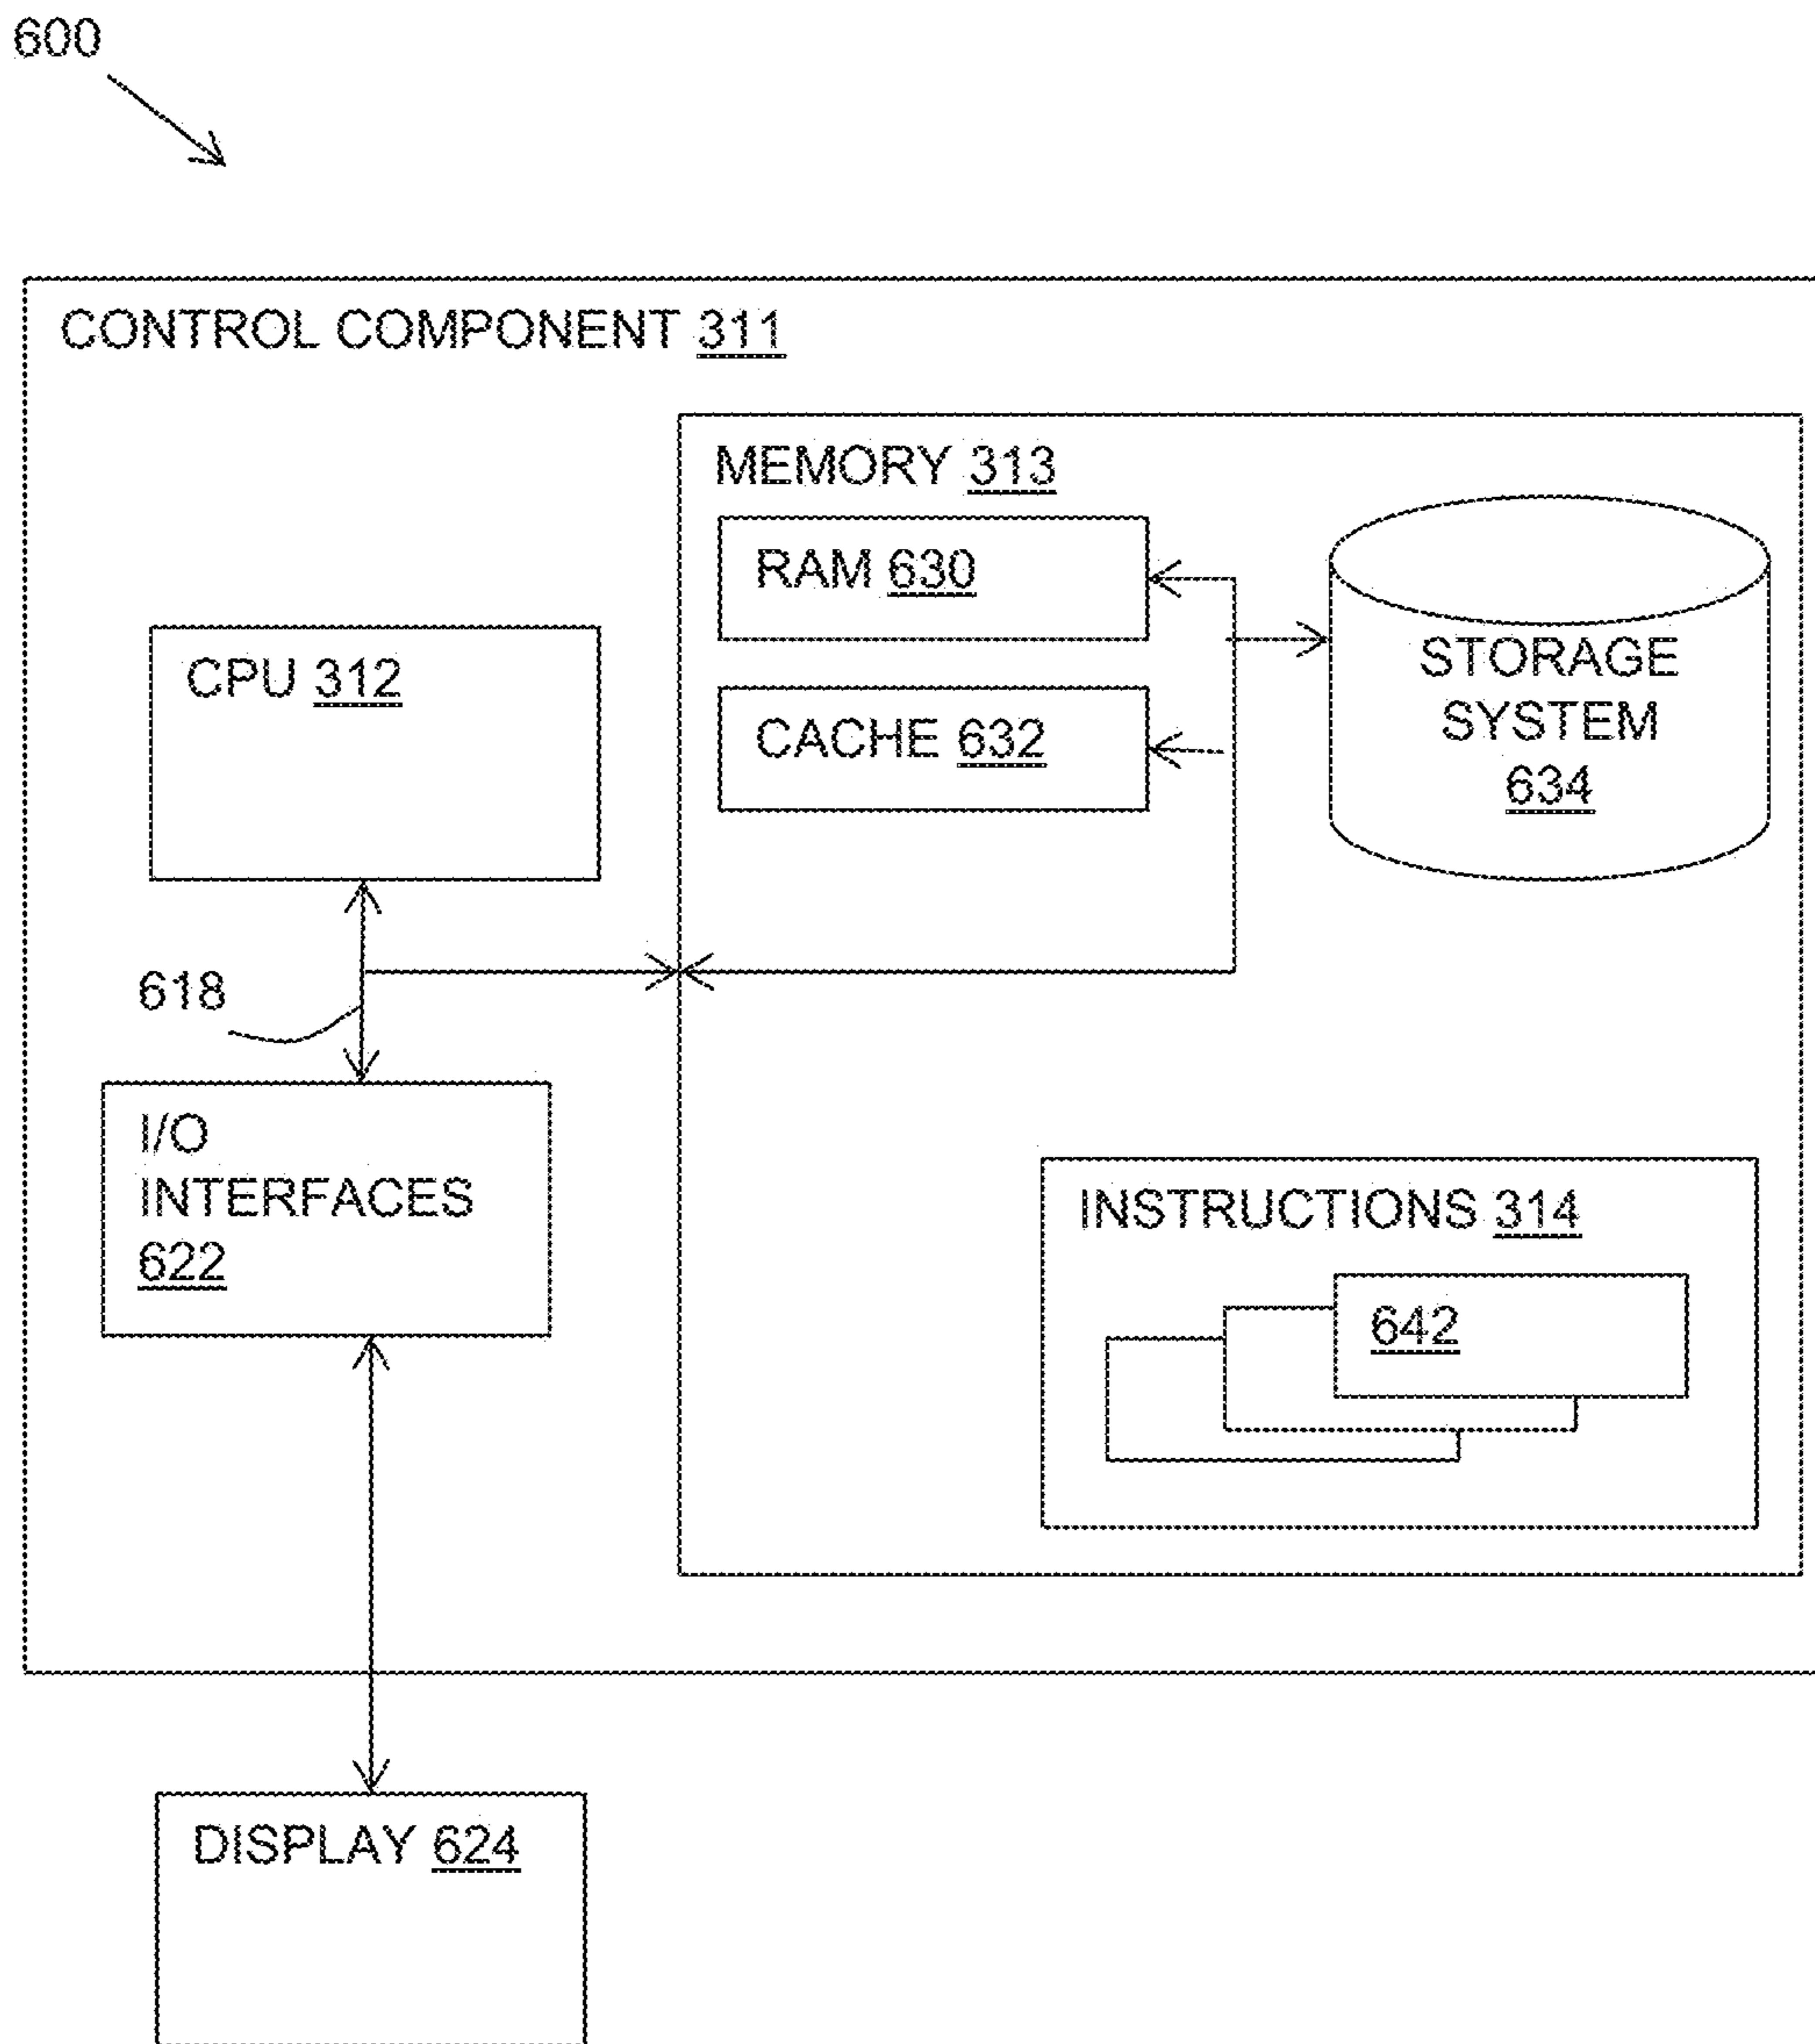 600
CONTROL COMPONENT 311
MEMORY 313
RAM 630
CACHE 632
STORAGE
SYSTEM
634
CPU 312
618
I/O
INTERFACES
622
INSTRUCTIONS 314
642
DISPLAY 624